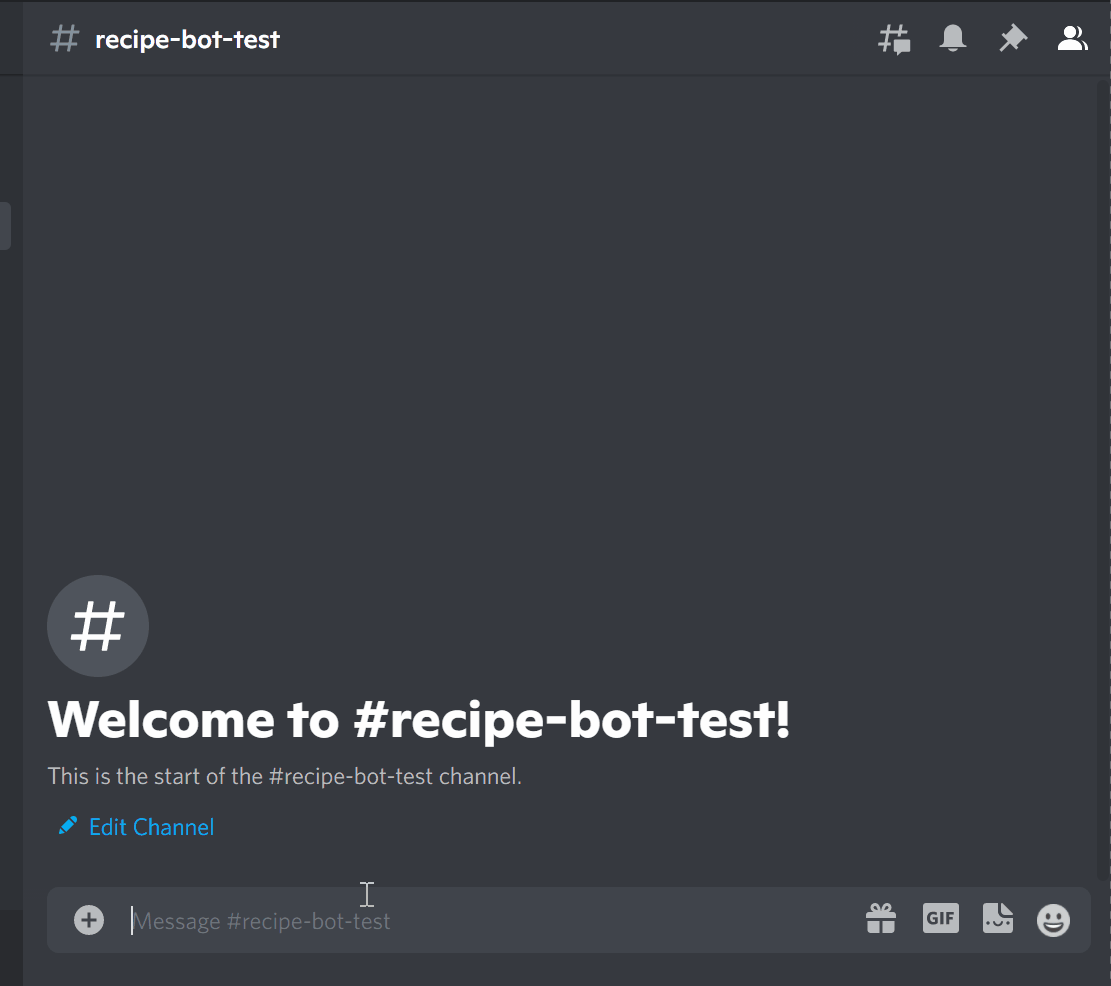 # recipe-bot-test
#
Welcome to #recipe-bot-test!
This is the start of the #recipe-bot-test channel.
Edit Channel
Message #recipe-bot-test
GIF